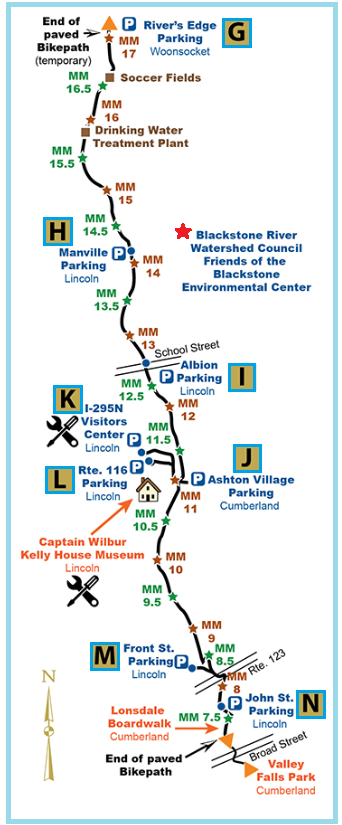 End of
paved
Bikepath
(temporary)
River's Edge
Parking
Woonsocket
G
MM
17
Soccer Fields
MM
16.5
MM
16
Drinking Water
Treatment Plant
MM
15.5
MM
15
MM
14.5
H
Manville
Parking
Lincoln
MM
14
Blackstone River
Watershed Council
Friends of the
Blackstone
Environmental Center
MM
13.5
MM
13
School Street
Albion
Parking
Lincoln
I
MM
12.5
MM
12
K
I-295N
Visitors
Center
Lincoln
MM
11.5
J
L
Rte. 116
Parking
Lincoln
MM
11
Ashton Village
Parking
Cumberland
MM
10.5
Captain Wilbur
Kelly House Museum
Lincoln
MM
10
MM
9.5
MM
9
MM
8.5
M
Front St.
Parking
Lincoln
Rte. 123
MM
8
John St.
Parking
Lincoln
N
MM 7.5
Lonsdale
Boardwalk
Cumberland
N
End of paved
Bikepath
Broad Street
Valley
Falls Park
Cumberland
P
P
P
P
P
P
P
P